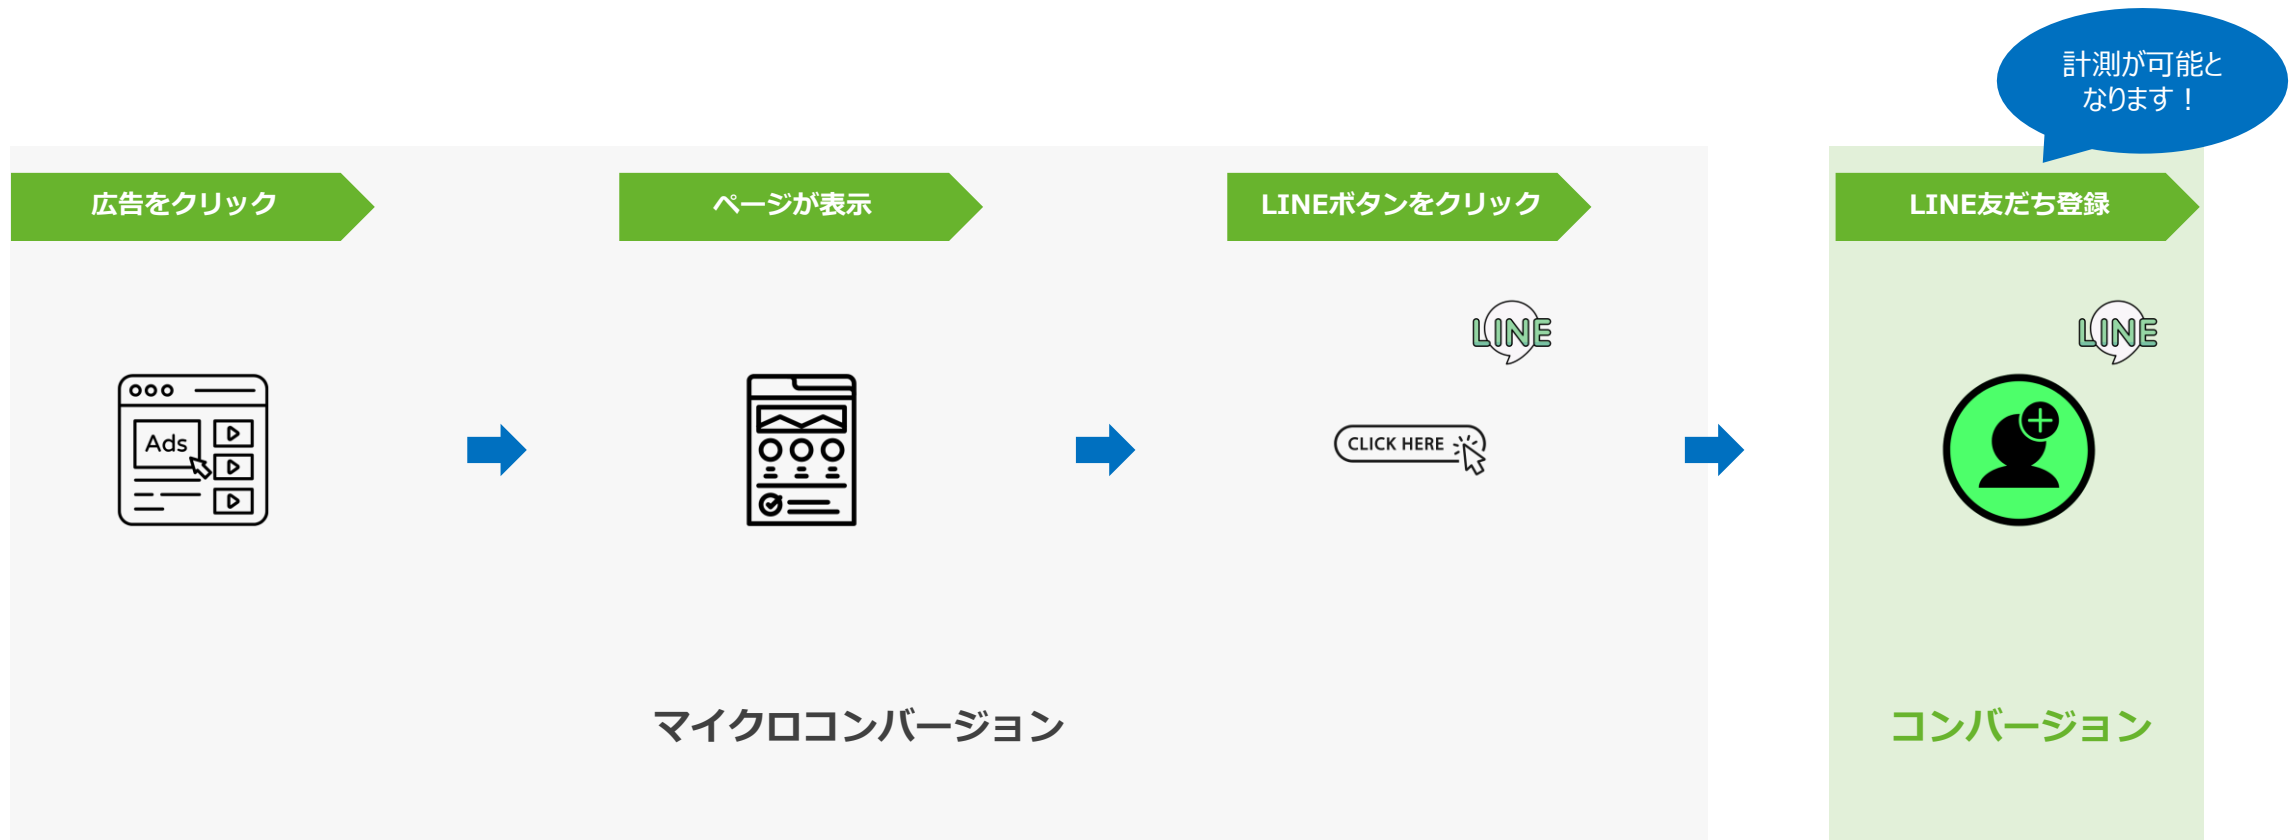 計測が可能と
なります！
広告をクリック
ページが表示
LINEボタンをクリック
LINE友だち登録
LINE
LINE
Ads
CLICK HERE
マイクロコンバージョン
コンバージョン